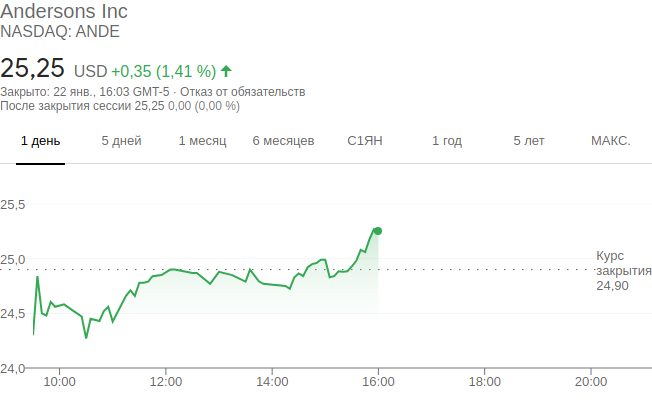 Andersons Inc
NASDAQ: ANDE
25,25 USD +0,35 (1,41 %)
Закрыто: 22 янв., 16:03 GMT-5 · Отказ от обязательств
После закрытия сессии 25,25 0,00 (0,00 %)
1 день 5 дней 1 месяц 6 месяцев С1ЯН 1 год 5 лет МАКС.
25,5
25,0
24,5
24,0
Курс
закрытия
24,90
10:00 12:00 14:00 16:00 18:00 20:00